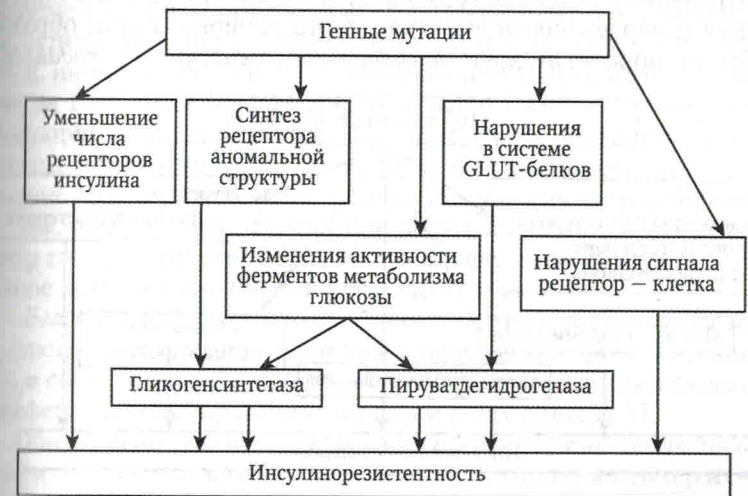 Генные мутации
Уменьшение
числа
рецепторов
инсулина
Синтез
рецептора
аномальной
структуры
Нарушения
в системе
GLUT-белков
Изменения активности
ферментов метаболизма
глюкозы
Нарушения сигнала
рецептор — клетка
Гликогенсинтетаза
Пируватдегидрогеназа
Инсулинорезистентность